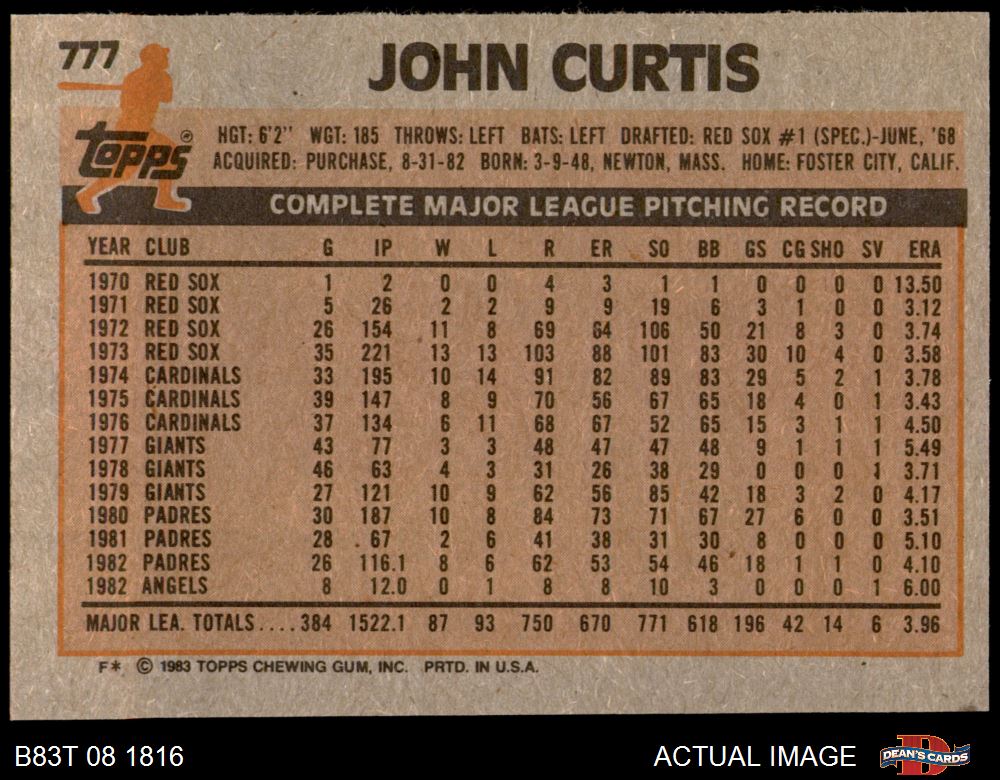 777
JOHN CURTIS
topps®
HGT: 6'2" WGT: 185 THROWS: LEFT BATS: LEFT DRAFTED: RED SOX #1 (SPEC.)-JUNE, '68
ACQUIRED: PURCHASE, 8-31-82 BORN: 3-9-48, NEWTON, MASS. HOME: FOSTER CITY, CALIF.
COMPLETE MAJOR LEAGUE PITCHING RECORD
YEAR CLUB G IP W L R ER SO BB GS CG SHO SV ERA
1970 RED SOX 1 2 0 0 4 3 1 1 0 0 0 0 13.50
1971 RED SOX 5 26 2 2 9 9 19 6 3 1 0 0 3.12
1972 RED SOX 26 154 11 8 69 64 106 50 21 8 3 0 3.74
1973 RED SOX 35 221 13 13 103 88 101 83 30 10 4 0 3.58
1974 CARDINALS 33 195 10 14 91 82 89 83 29 5 2 1 3.78
1975 CARDINALS 39 147 8 9 70 56 67 65 18 4 0 1 3.43
1976 CARDINALS 37 134 6 11 68 67 52 65 15 3 1 1 4.50
1977 GIANTS 43 77 3 3 48 47 47 48 9 1 1 1 5.49
1978 GIANTS 46 63 4 3 31 26 38 29 0 0 0 1 3.71
1979 GIANTS 27 121 10 9 62 56 85 42 18 3 2 0 4.17
1980 PADRES 30 187 10 8 84 73 71 67 27 6 0 0 3.51
1981 PADRES 28 67 2 6 41 38 31 30 8 0 0 0 5.10
1982 PADRES 26 116.1 8 6 62 53 54 46 18 1 1 0 4.10
1982 ANGELS 8 12.0 0 1 8 8 10 3 0 0 0 1 6.00
MAJOR LEA. TOTALS....384 1522.1 87 93 750 670 771 618 196 42 14 6 3.96
F* © 1983 TOPPS CHEWING GUM, INC. PRTD. IN U.S.A.
B83T 08 1816
ACTUAL IMAGE
D
DEAN'S CARDS